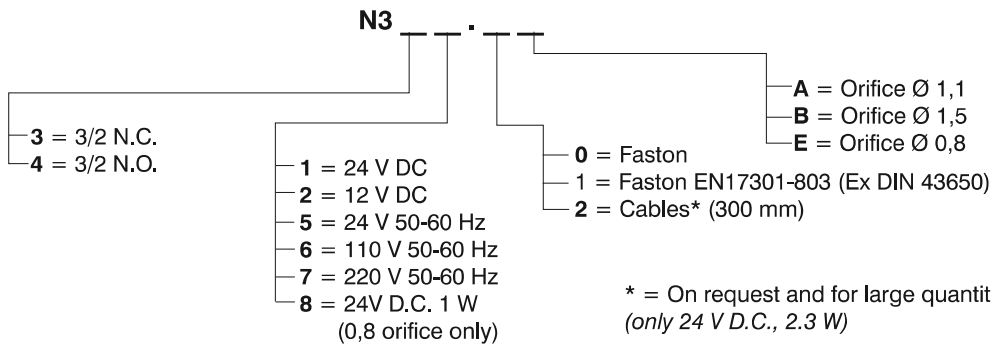 N3 _ _ . _ _
3 = 3/2 N.C.
4 = 3/2 N.O.
1 = 24 V DC
2 = 12 V DC
5 = 24 V 50-60 Hz
6 = 110 V 50-60 Hz
7 = 220 V 50-60 Hz
8 = 24V D.C. 1 W
(0,8 orifice only)
0 = Faston
1 = Faston EN17301-803 (Ex DIN 43650)
2 = Cables* (300 mm)
A = Orifice Ø 1,1
B = Orifice Ø 1,5
E = Orifice Ø 0,8
* = On request and for large quantit
(only 24 V D.C., 2.3 W)